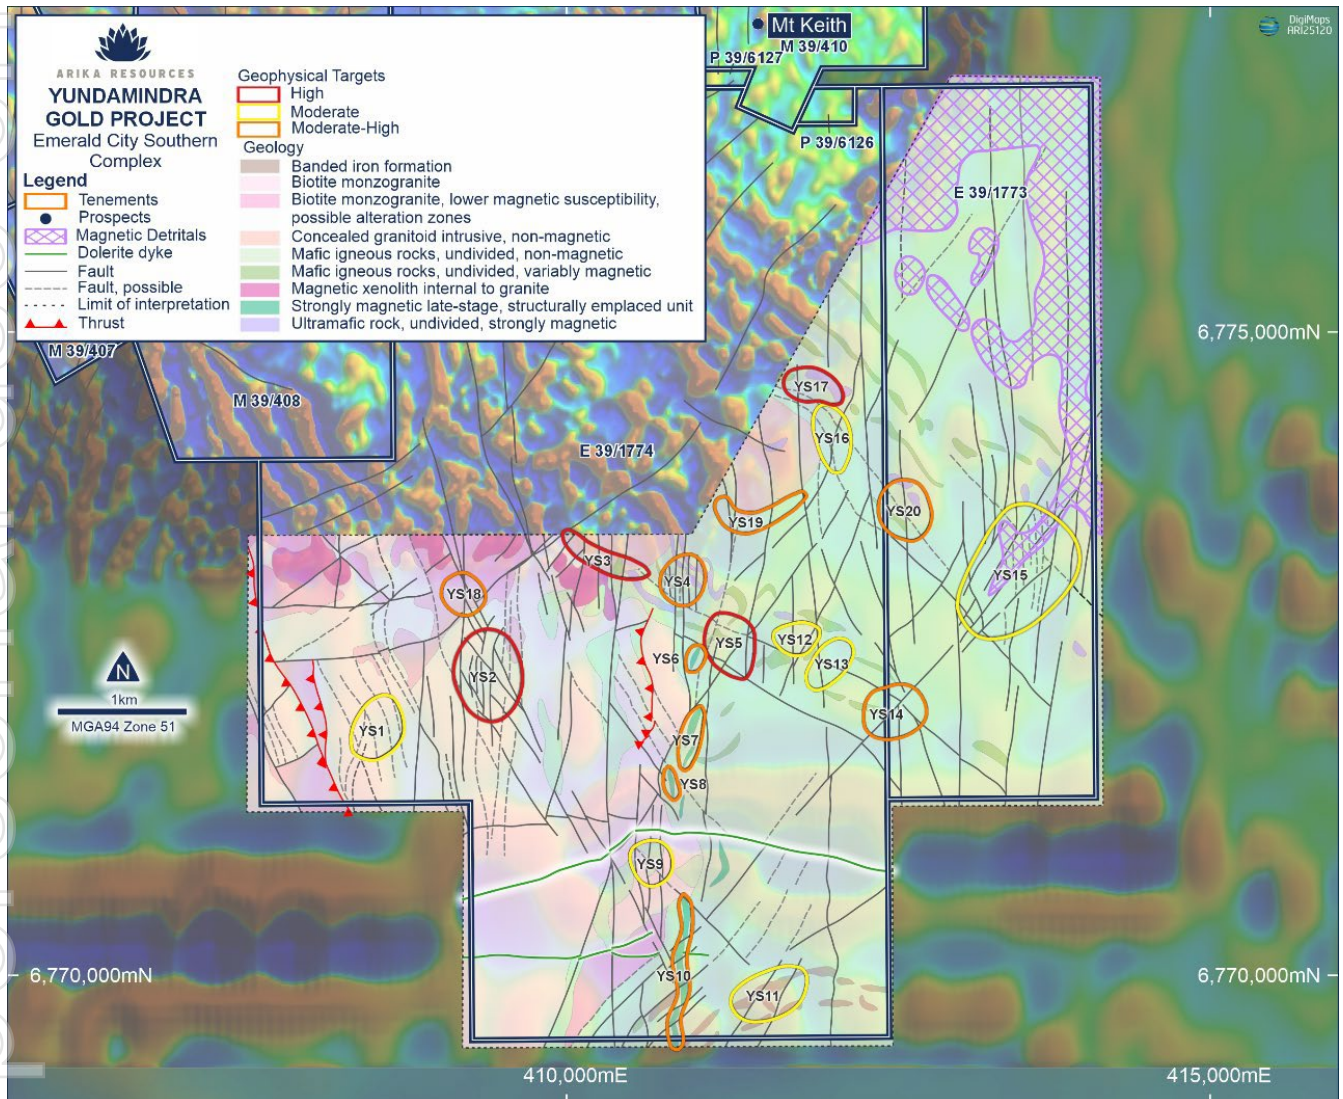 ARIKA RESOURCES
YUNDAMINDRA
GOLD PROJECT
Emerald City Southern
Complex
Legend
Tenements
Prospects
Magnetic Detritals
Dolerite dyke
Fault
Fault, possible
Limit of interpretation
Thrust
Geophysical Targets
High
Moderate
Moderate-High
Geology
Banded iron formation
Biotite monzogranite
Biotite monzogranite, lower magnetic susceptibility,
possible alteration zones
Concealed granitoid intrusive, non-magnetic
Mafic igneous rocks, undivided, non-magnetic
Mafic igneous rocks, undivided, variably magnetic
Magnetic xenolith internal to granite
Strongly magnetic late-stage, structurally emplaced unit
Ultramafic rock, undivided, strongly magnetic
DigiMaps
ARI25120
Mt Keith
M 39/410
P 39/6127
P 39/6126
E 39/1773
6,775,000mN
M 39/407
M 39/408
E 39/1774
YS17
YS16
YS19
YS20
YS3
YS4
YS15
YS18
YS5
YS12
YS6
YS13
YS2
YS14
YS1
YS7
YS8
YS9
YS10
YS11
N
1km
MGA94 Zone 51
6,770,000mN
6,770,000mN
410,000mE
415,000mE